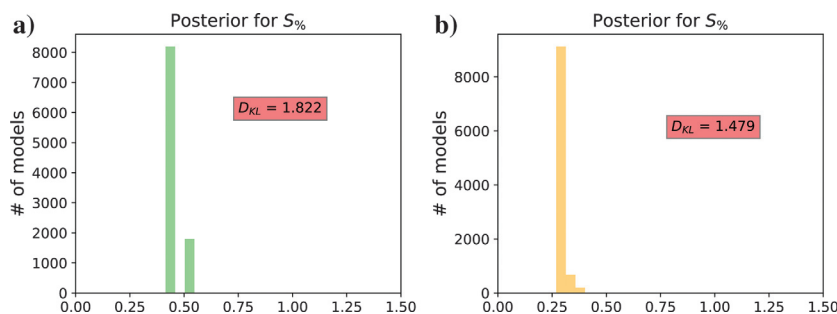 a)
Posterior for S%
# of models
8000
7000
6000
5000
4000
3000
2000
1000
0
0.00 0.25 0.50 0.75 1.00 1.25 1.50
D_KL = 1.822
b)
Posterior for S%
# of models
8000
6000
4000
2000
0
0.00 0.25 0.50 0.75 1.00 1.25 1.50
D_KL = 1.479